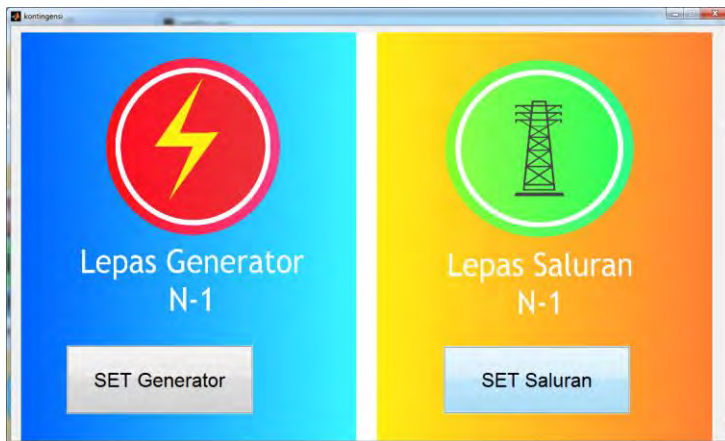 kontingensi
Lepas Generator
N-1
SET Generator
Lepas Saluran
N-1
SET Saluran